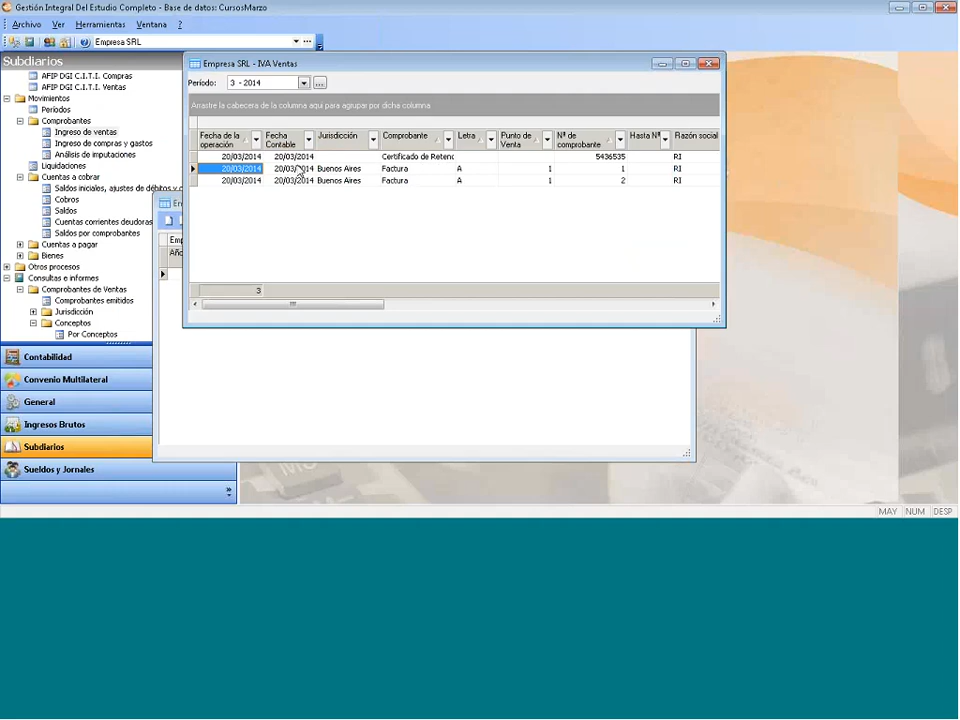 Gestión Integral Del Estudio Completo - Base de datos: CursosMarzo
Archivo Ver Herramientas Ventana ?
Empresa SRL
Subdiarios
AFIP DGI C.I.T.I. Compras
AFIP DGI C.I.T.I. Ventas
Movimientos
Períodos
Comprobantes
Ingreso de ventas
Ingreso de compras y gastos
Análisis de imputaciones
Liquidaciones
Cuentas a cobrar
Saldos iniciales, ajustes de débitos y c
Cobros
Saldos
Cuentas corrientes deudoras
Saldos por comprobantes
Cuentas a pagar
Bienes
Otros procesos
Consultas e informes
Comprobantes de Ventas
Comprobantes emitidos
Jurisdicción
Conceptos
Por Conceptos
Contabilidad
Convenio Multilateral
General
Ingresos Brutos
Subdiarios
Sueldos y Jornales
Em
Emp
Año
Empresa SRL - IVA Ventas
Período: 3 - 2014
Arrastre la cabecera de la columna aquí para agrupar por dicha columna
Fecha de la operación Fecha Contable Jurisdicción Comprobante Letra Punto de Venta Nº de comprobante Hasta Nº Razón social
20/03/2014 20/03/2014 Certificado de Retenc 5436535 RI
20/03/2014 20/03/2014 Buenos Aires Factura A 1 1 RI
20/03/2014 20/03/2014 Buenos Aires Factura A 1 2 RI
3
MAY NUM DESP